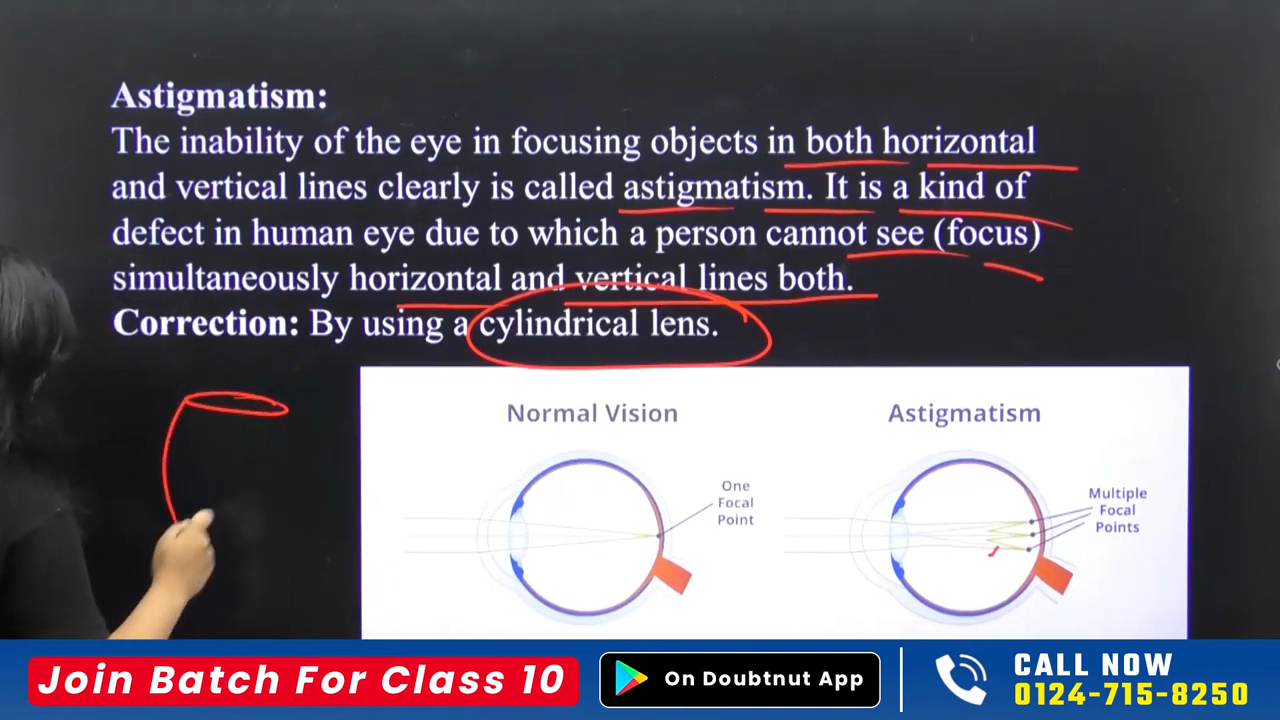 Astigmatism:
The inability of the eye in focusing objects in both horizontal
and vertical lines clearly is called astigmatism. It is a kind of
defect in human eye due to which a person cannot see (focus)
simultaneously horizontal and vertical lines both.
Correction: By using a cylindrical lens.
Normal Vision
One
Focal
Point
Astigmatism
Multiple
Focal
Points
Join Batch For Class 10
On Doubtnut App
CALL NOW
0124-715-8250